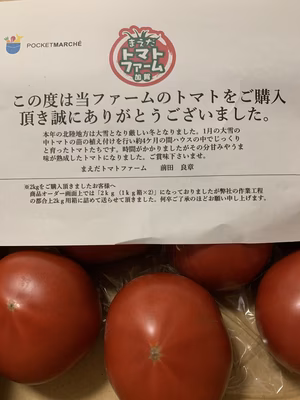 POCKETMARCHÉ
まえだ
トマト
ファーム
加賀
この度は当ファームのトマトをご購入
頂き誠にありがとうございました。
本年の北陸地方は大雪となり厳しい冬となりました。1月の大雪の
中トマトの苗の植え付けを行い約4ケ月の間ハウスの中でじっくり
と育ったトマトたちです。時間がかかりましたがその分甘みやうま
味が熟成したトマトになりました。ご賞味下さいませ。
まえだトマトファーム 前田 良章
※2kgをご購入頂きましたお客様へ
商品オーダー画面上では「2ｋｇ（1ｋｇ箱×2)」になっておりましたが弊社の作業工程
の都合上2ｋｇ用箱に詰めて送らせて頂きました。何卒ご了承のほどお願い申し上げます。